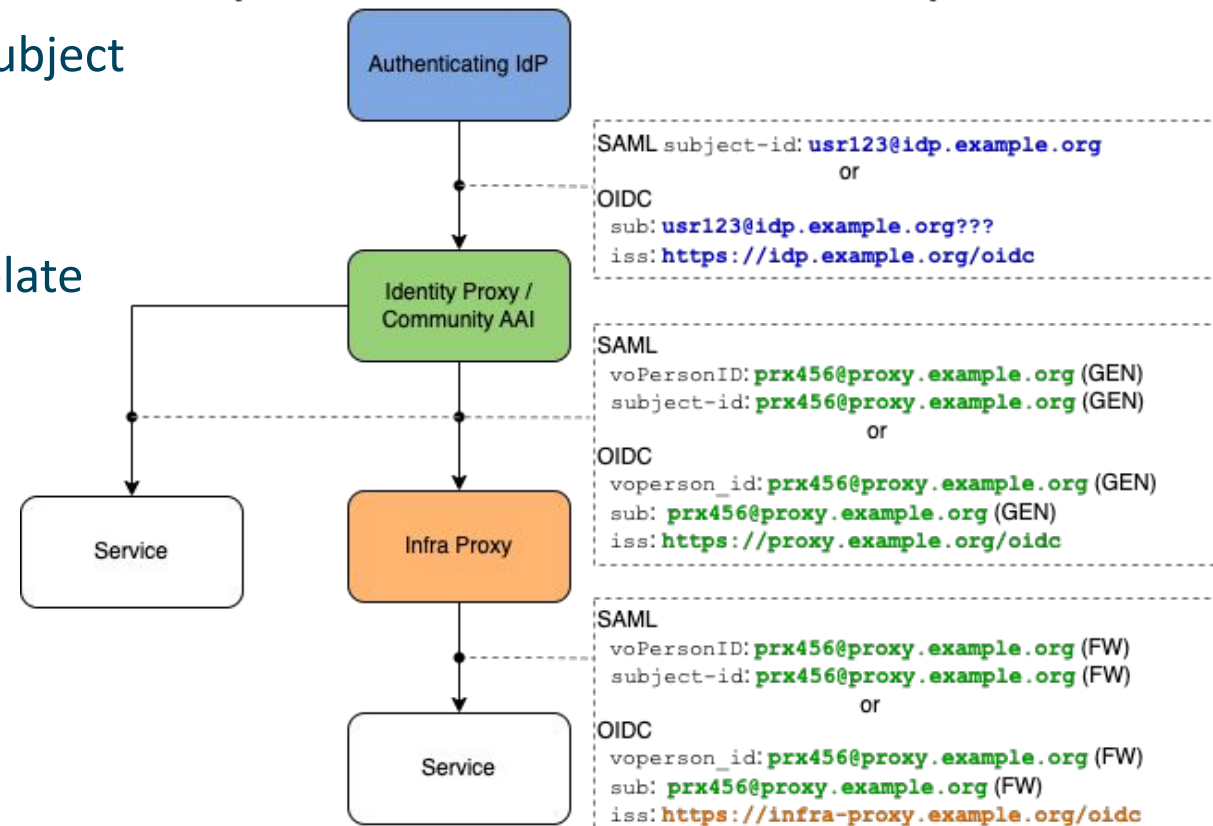 ubject
late
Authenticating IdP
SAML subject-id: usr123@idp.example.org
or
OIDC
sub: usr123@idp.example.org???
iss: https://idp.example.org/oidc
Identity Proxy /
Community AAI
SAML
voPersonID: prx456@proxy.example.org (GEN)
subject-id: prx456@proxy.example.org (GEN)
or
OIDC
voperson_id: prx456@proxy.example.org (GEN)
sub: prx456@proxy.example.org (GEN)
iss: https://proxy.example.org/oidc
Service
Infra Proxy
SAML
voPersonID: prx456@proxy.example.org (FW)
subject-id: prx456@proxy.example.org (FW)
or
OIDC
voperson_id: prx456@proxy.example.org (FW)
sub: prx456@proxy.example.org (FW)
iss: https://infra-proxy.example.org/oidc
Service